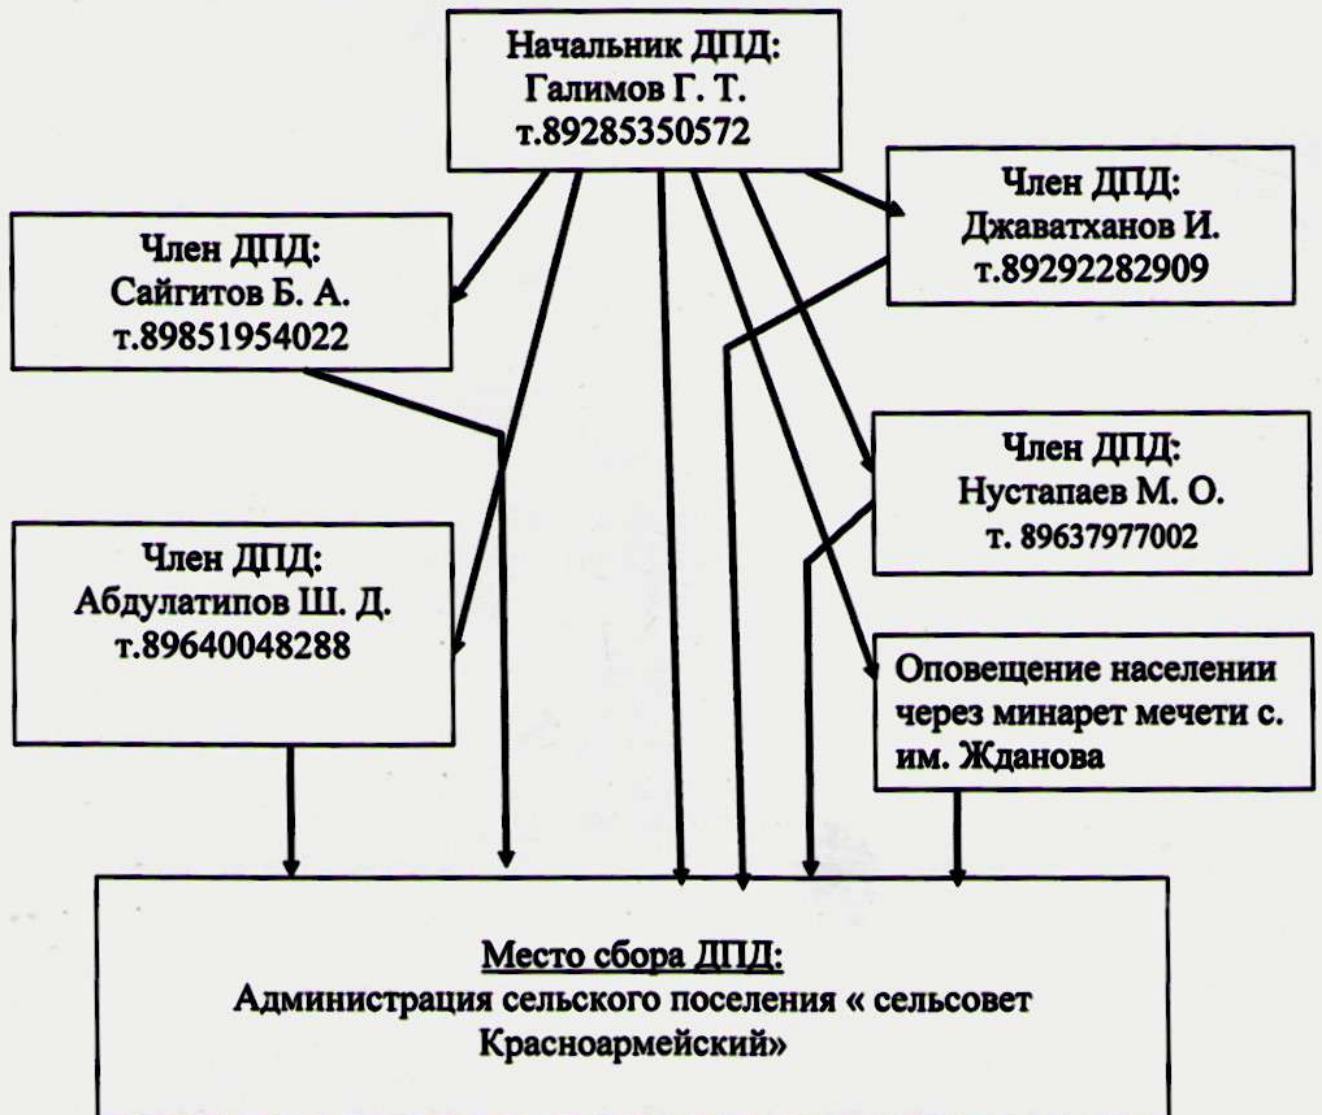 Начальник ДПД:
Галимов Г. Т.
т.89285350572
Член ДПД:
Джаватханов И.
т.89292282909
Член ДПД:
Сайгитов Б. А.
т.89851954022
Член ДПД:
Нустапаев М. О.
т. 89637977002
Член ДПД:
Абдулатипов Ш. Д.
т.89640048288
Оповещение населении
через минарет мечети с.
им. Жданова
Место сбора ДПД:
Администрация сельского поселения « сельсовет
Красноармейский»